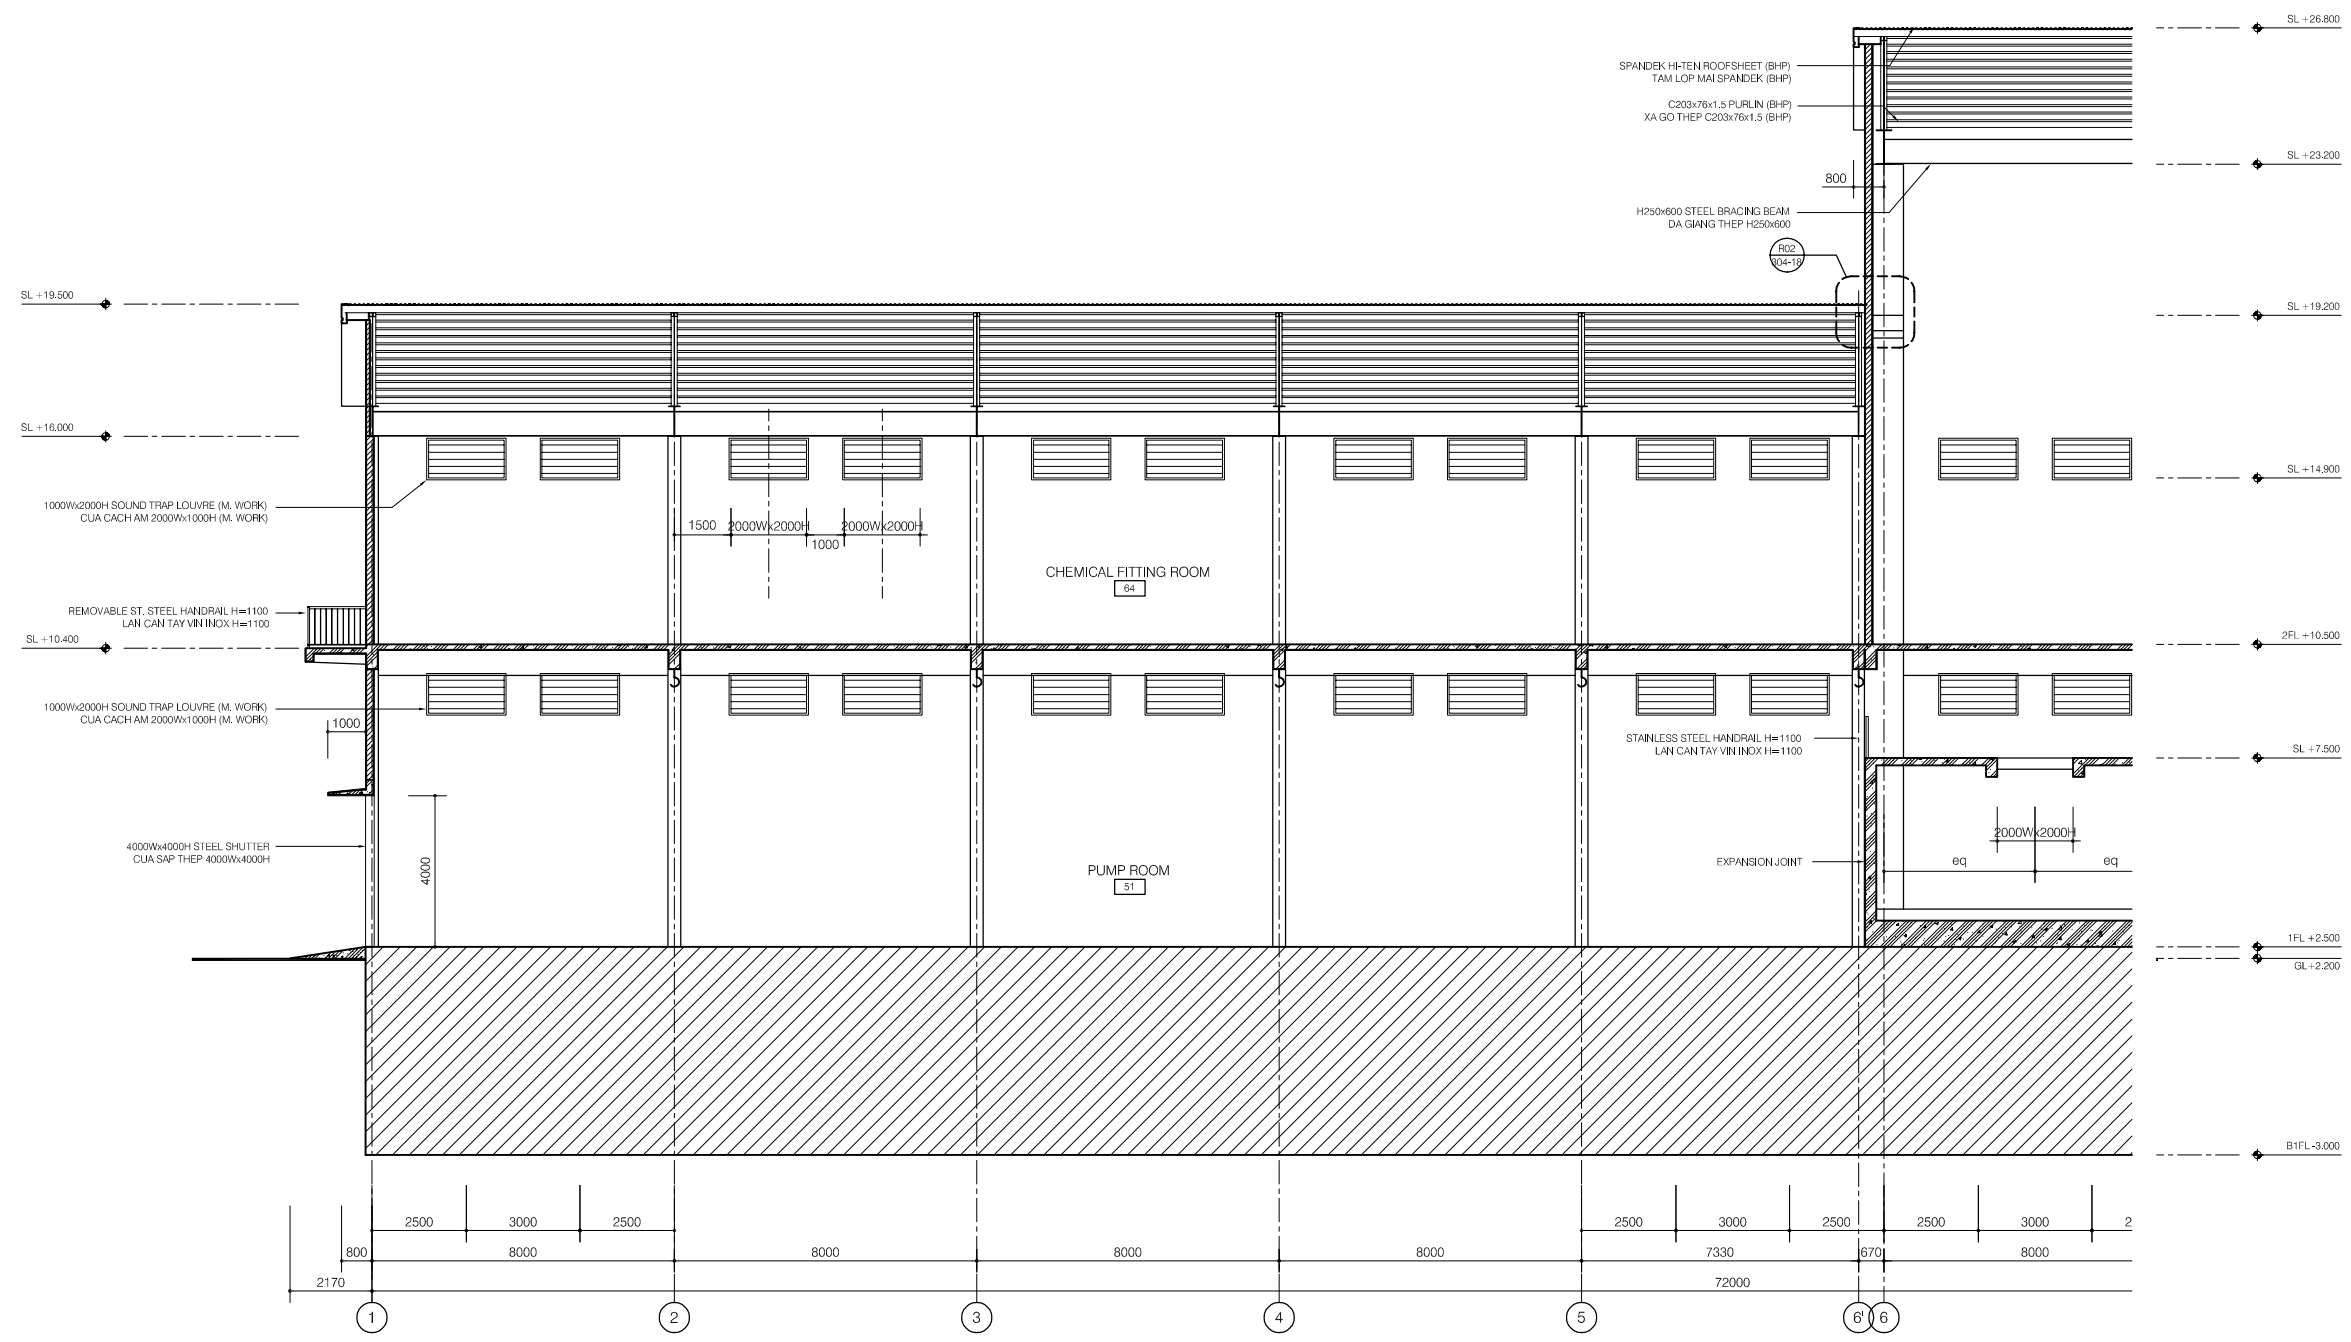 SL +26.800
SPANDEK HI-TEN ROOFSHEET (BHP)
TAM LOP MAI SPANDEK (BHP)
C203x76x1.5 PURLIN (BHP)
XA GO THEP C203x76x1.5 (BHP)
SL +23.200
800
H250x600 STEEL BRACING BEAM
DA GIANG THEP H250x600
R02
304-18
SL +19.500
SL +19.200
SL +16.000
SL +14.900
1000Wx2000H SOUND TRAP LOUVRE (M. WORK)
CUA CACH AM 2000Wx1000H (M. WORK)
1500
2000Wx2000H
2000Wx2000H
1000
CHEMICAL FITTING ROOM
64
REMOVABLE ST. STEEL HANDRAIL H=1100
LAN CAN TAY VIN INOX H=1100
SL +10.400
2FL +10.500
1000Wx2000H SOUND TRAP LOUVRE (M. WORK)
CUA CACH AM 2000Wx1000H (M. WORK)
1000
STAINLESS STEEL HANDRAIL H=1100
LAN CAN TAY VIN INOX H=1100
SL +7.500
4000Wx4000H STEEL SHUTTER
CUA SAP THEP 4000Wx4000H
4000
PUMP ROOM
51
EXPANSION JOINT
2000Wx2000H
eq
eq
1FL +2.500
GL+2.200
B1FL -3.000
2500
3000
2500
2500
3000
2500
2500
3000
2
800
8000
8000
8000
8000
7330
670
8000
2170
72000
1
2
3
4
5
6'
6